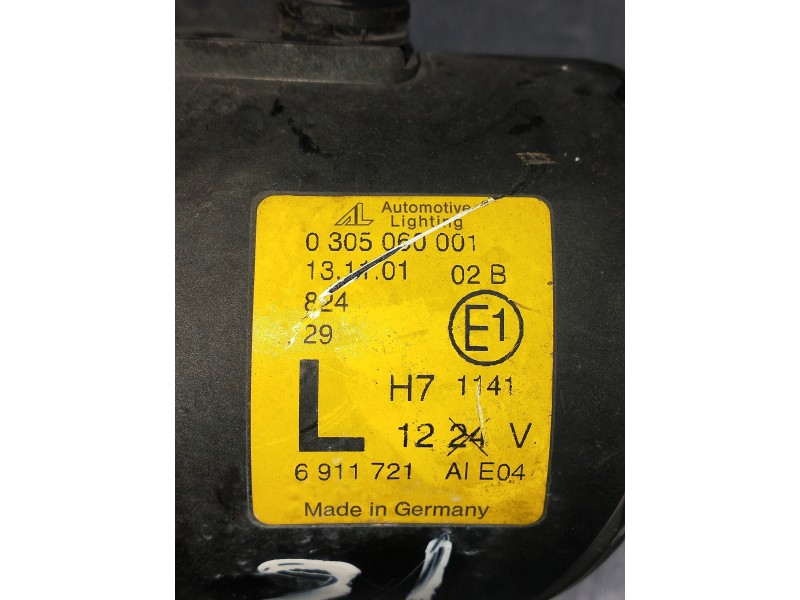 AL Automotive
Lighting
0 305 060 001
13.11.01 02 B
824
29
E1
L H7 1141
12 24 V
6 911 721 AI E04
Made in Germany